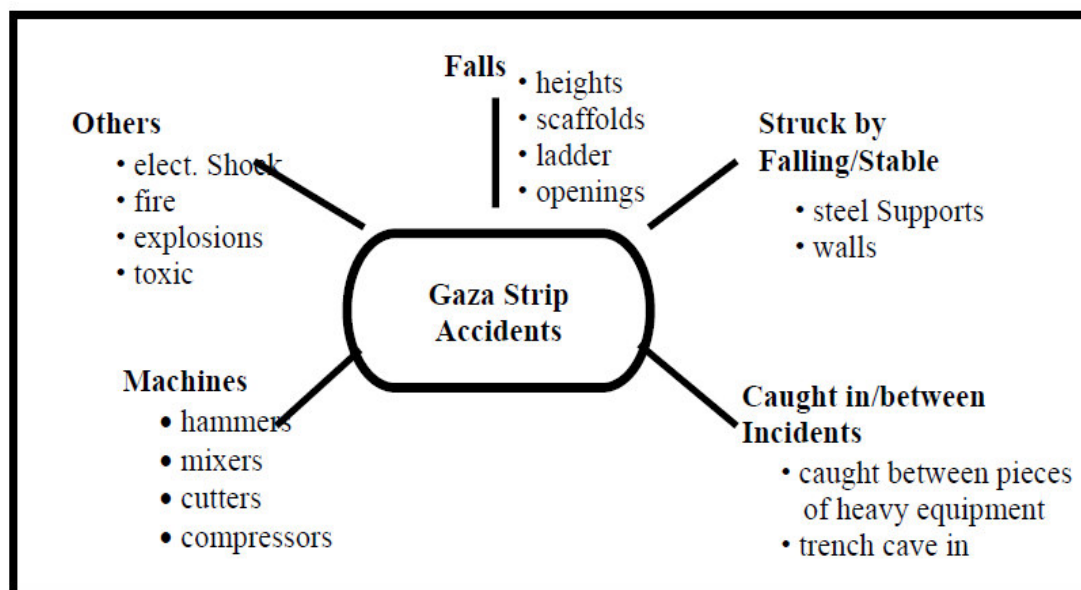 Falls
• heights
• scaffolds
• ladder
• openings
Others
• elect. Shock
• fire
• explosions
• toxic
Struck by
Falling/Stable
• steel Supports
• walls
Gaza Strip
Accidents
Machines
• hammers
• mixers
• cutters
• compressors
Caught in/between
Incidents
• caught between pieces
of heavy equipment
• trench cave in